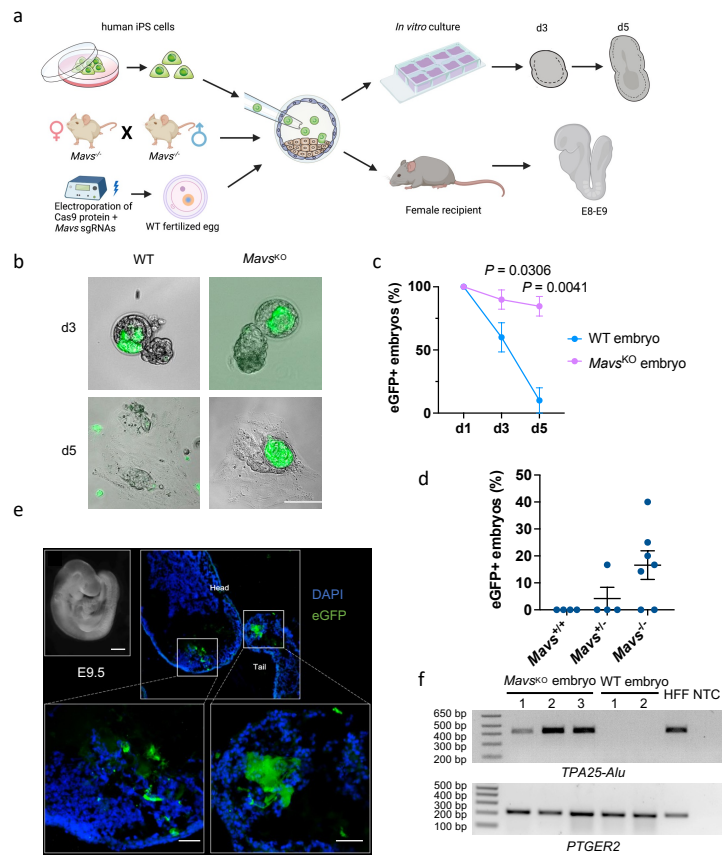 a
human iPS cells
In vitro culture
d3
d5
Mavs-/-
X
Mavs-/-
Electroporation of
Cas9 protein +
Mavs sgRNAs
WT fertilized egg
Female recipient
E8-E9
b
WT
MavsKO
d3
d5
c
P = 0.0306
P = 0.0041
eGFP+ embryos (%)
100
50
0
d1
d3
d5
WT embryo
MavsKO embryo
d
eGFP+ embryos (%)
50
40
30
20
10
0
Mavs+/+
Mavs+/-
Mavs-/-
e
E9.5
Head
Tail
DAPI
eGFP
f
MavsKO embryo
WT embryo
HFF NTC
1 2 3 1 2
650 bp
500 bp
400 bp
300 bp
200 bp
TPA25-Alu
500 bp
400 bp
300 bp
200 bp
100 bp
PTGER2